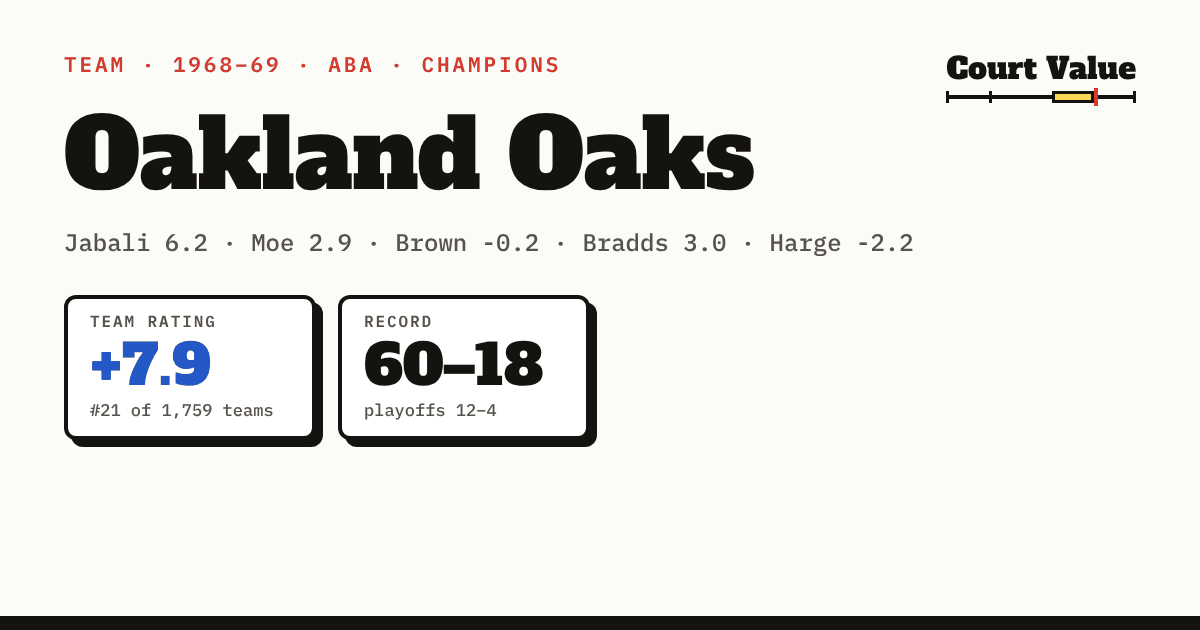 TEAM · 1968–69 · ABA · CHAMPIONS
Court Value
Oakland Oaks
Jabali 6.2 · Moe 2.9 · Brown -0.2 · Bradds 3.0 · Harge -2.2
TEAM RATING
+7.9
#21 of 1,759 teams
RECORD
60–18
playoffs 12–4